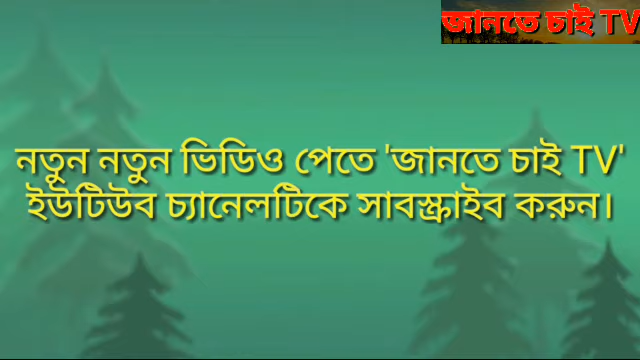 জানতে চাই TV
নতুন নতুন ভিডিও পেতে 'জানতে চাই TV'
ইউটিউব চ্যানেলটিকে সাবস্ক্রাইব করুন।